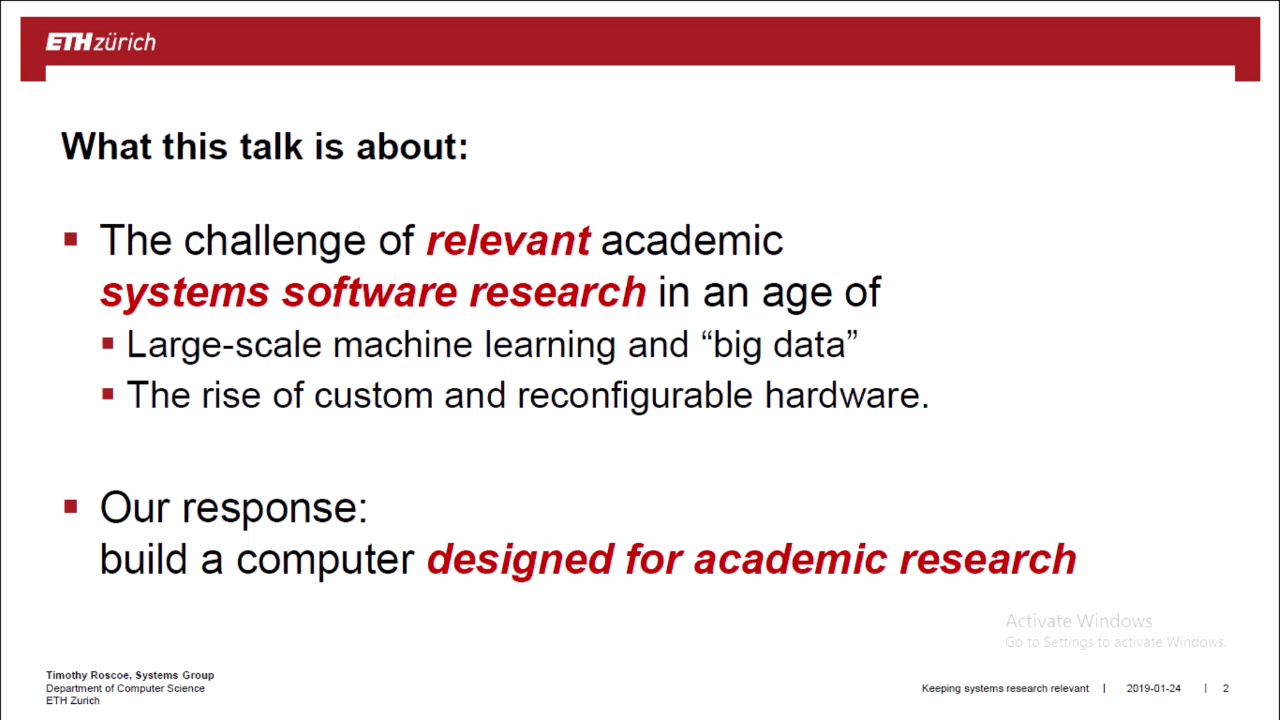 ETH zürich
What this talk is about:
▪ The challenge of relevant academic
systems software research in an age of
▪ Large-scale machine learning and “big data”
▪ The rise of custom and reconfigurable hardware.
▪ Our response:
build a computer designed for academic research
Activate Windows
Go to Settings to activate Windows.
Timothy Roscoe, Systems Group
Department of Computer Science
ETH Zurich
Keeping systems research relevant | 2019-01-24 | 2